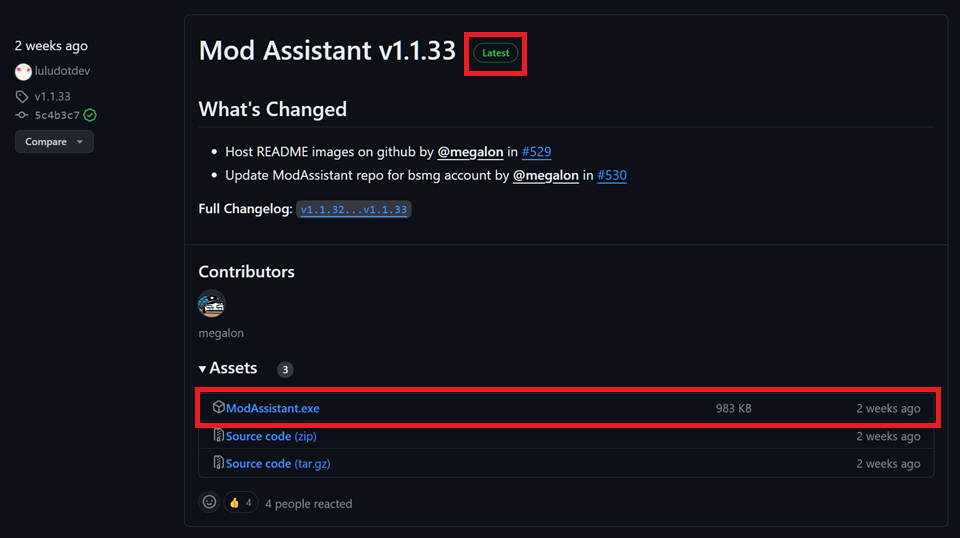 2 weeks ago
luludotdev
v1.1.33
5c4b3c7
Compare
Mod Assistant v1.1.33 Latest
What's Changed
Host README images on github by @megalon in #529
Update ModAssistant repo for bsmg account by @megalon in #530
Full Changelog: v1.1.32...v1.1.33
Contributors
megalon
Assets 3
ModAssistant.exe 983 KB 2 weeks ago
Source code (zip) 2 weeks ago
Source code (tar.gz) 2 weeks ago
👍 4 4 people reacted